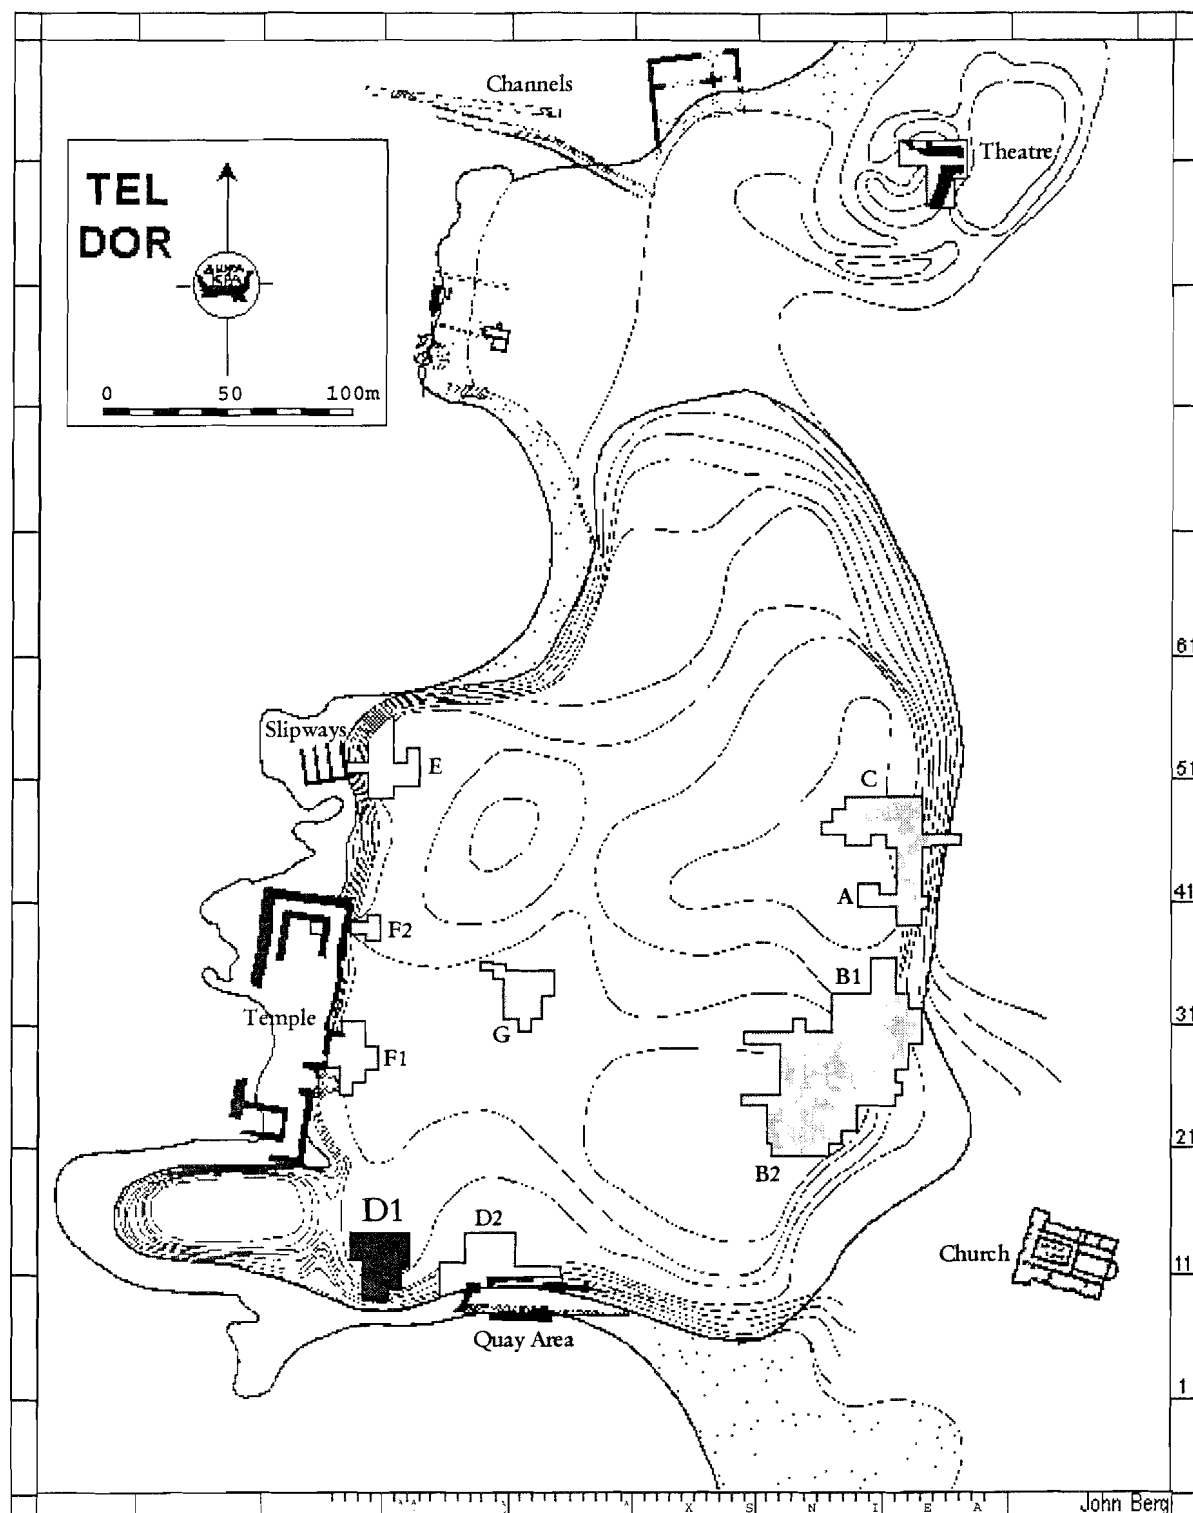 Channels
Theatre
TEL
DOR
0 50 100m
61
Slipways
E
51
C
A
41
F2
B1
Temple
G
31
F1
21
B2
D1
D2
Church
11
Quay Area
1
X S N I E A
John Berg